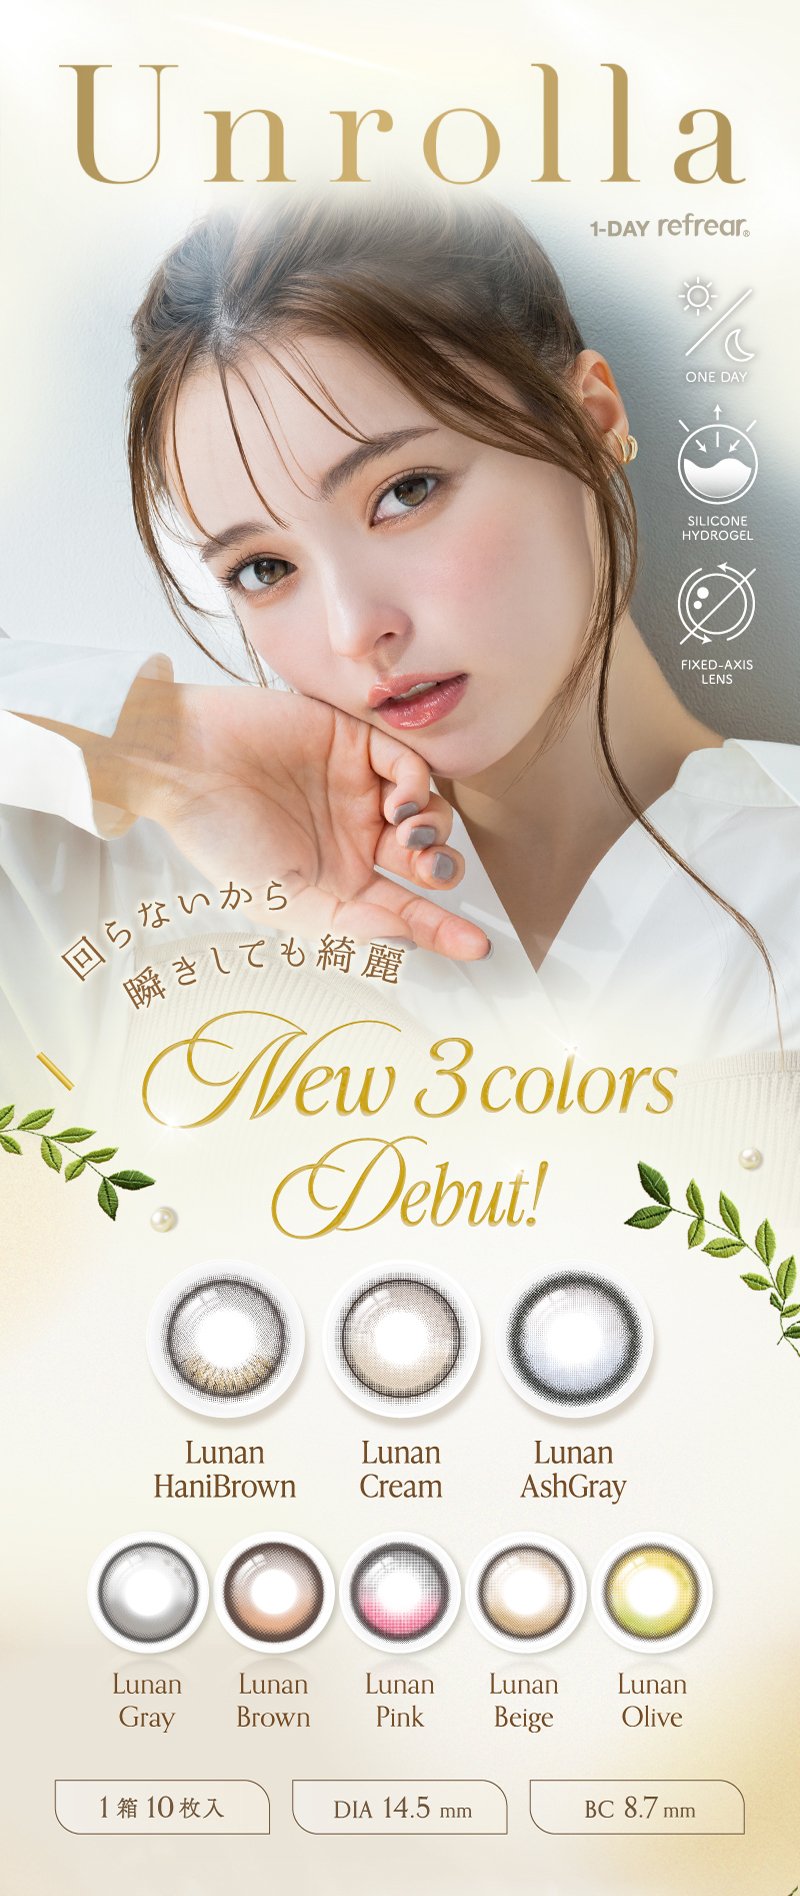 Unrolla
1-DAY refrear®
ONE DAY
SILICONE
HYDROGEL
FIXED-AXIS
LENS
回らないから
瞬きしても綺麗
New 3 colors
Debut!
Lunan
HaniBrown
Lunan
Cream
Lunan
AshGray
Lunan
Gray
Lunan
Brown
Lunan
Pink
Lunan
Beige
Lunan
Olive
1箱10枚入
DIA 14.5 mm
BC 8.7 mm